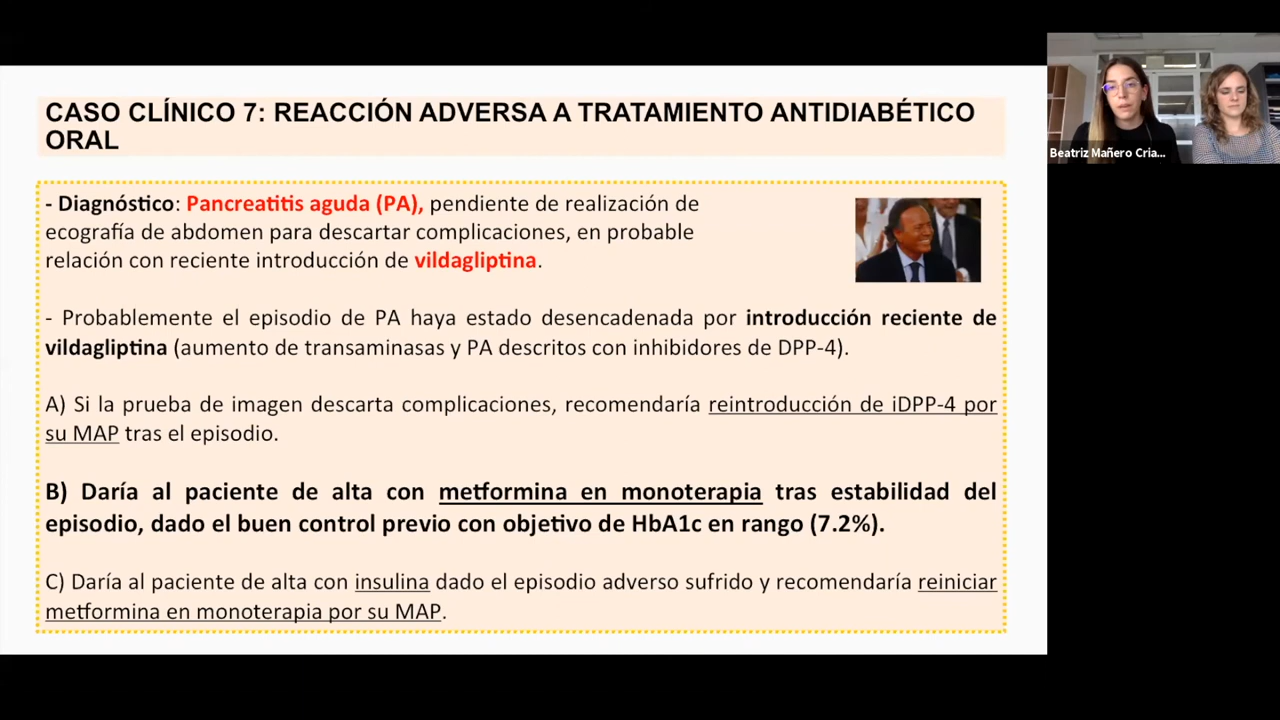 CASO CLÍNICO 7: REACCIÓN ADVERSA A TRATAMIENTO ANTIDIABÉTICO
ORAL
- Diagnóstico: Pancreatitis aguda (PA), pendiente de realización de
ecografía de abdomen para descartar complicaciones, en probable
relación con reciente introducción de vildagliptina.
- Probablemente el episodio de PA haya estado desencadenada por introducción reciente de
vildagliptina (aumento de transaminasas y PA descritos con inhibidores de DPP-4).
A) Si la prueba de imagen descarta complicaciones, recomendaría reintroducción de iDPP-4 por
su MAP tras el episodio.
B) Daría al paciente de alta con metformina en monoterapia tras estabilidad del
episodio, dado el buen control previo con objetivo de HbA1c en rango (7.2%).
C) Daría al paciente de alta con insulina dado el episodio adverso sufrido y recomendaría reiniciar
metformina en monoterapia por su MAP.
Beatriz Mañero Cria...